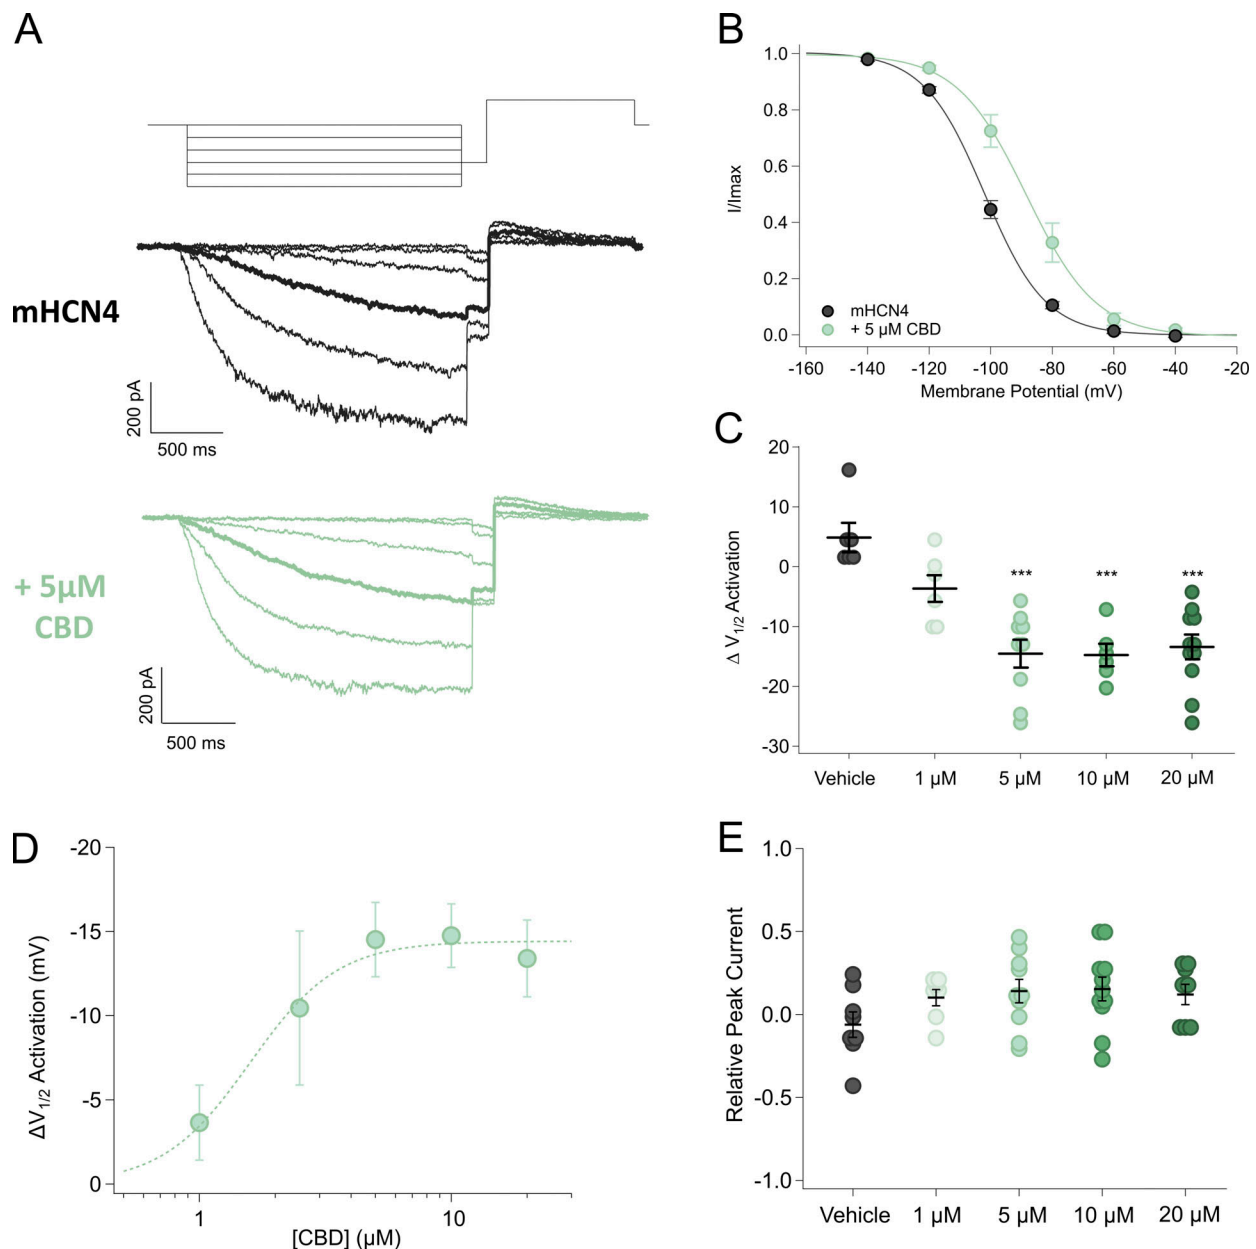 A
mHCN4
200 pA
500 ms
+ 5µM
CBD
200 pA
500 ms
B
1.0
0.8
0.6
0.4
0.2
0.0
I/Imax
mHCN4
+ 5 µM CBD
-160
-140
-120
-100
-80
-60
-40
-20
Membrane Potential (mV)
C
20
10
0
-10
-20
-30
Δ V1/2 Activation
***
***
***
Vehicle
1 µM
5 µM
10 µM
20 µM
D
-20
-15
-10
-5
0
ΔV1/2 Activation (mV)
1
10
[CBD] (µM)
E
1.0
0.5
0.0
-0.5
-1.0
Relative Peak Current
Vehicle
1 µM
5 µM
10 µM
20 µM